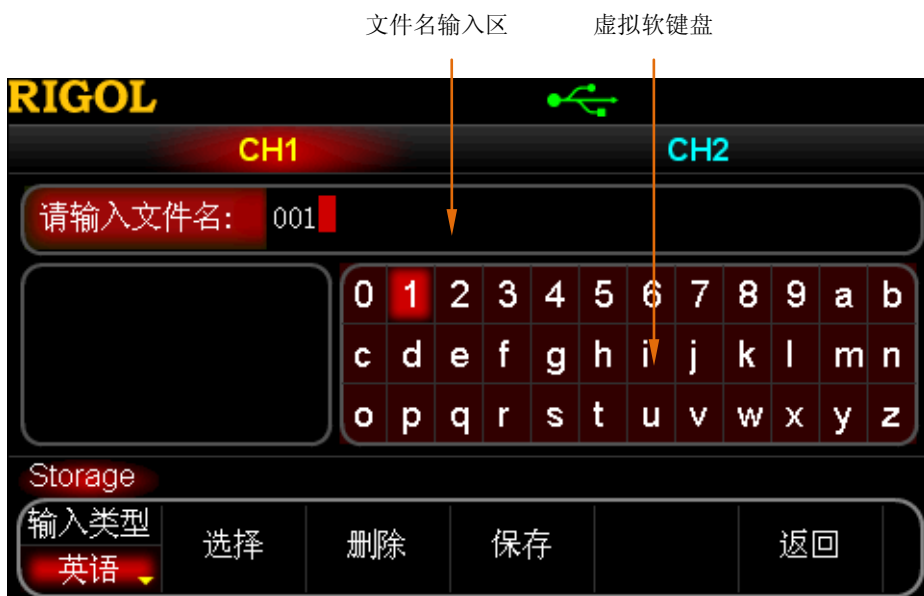 文件名输入区 虚拟软键盘
RIGOL
CH1 CH2
请输入文件名: 001
0 1 2 3 4 5 6 7 8 9 a b
c d e f g h i j k l m n
o p q r s t u v w x y z
Storage
输入类型 选择 删除 保存 返回
英语